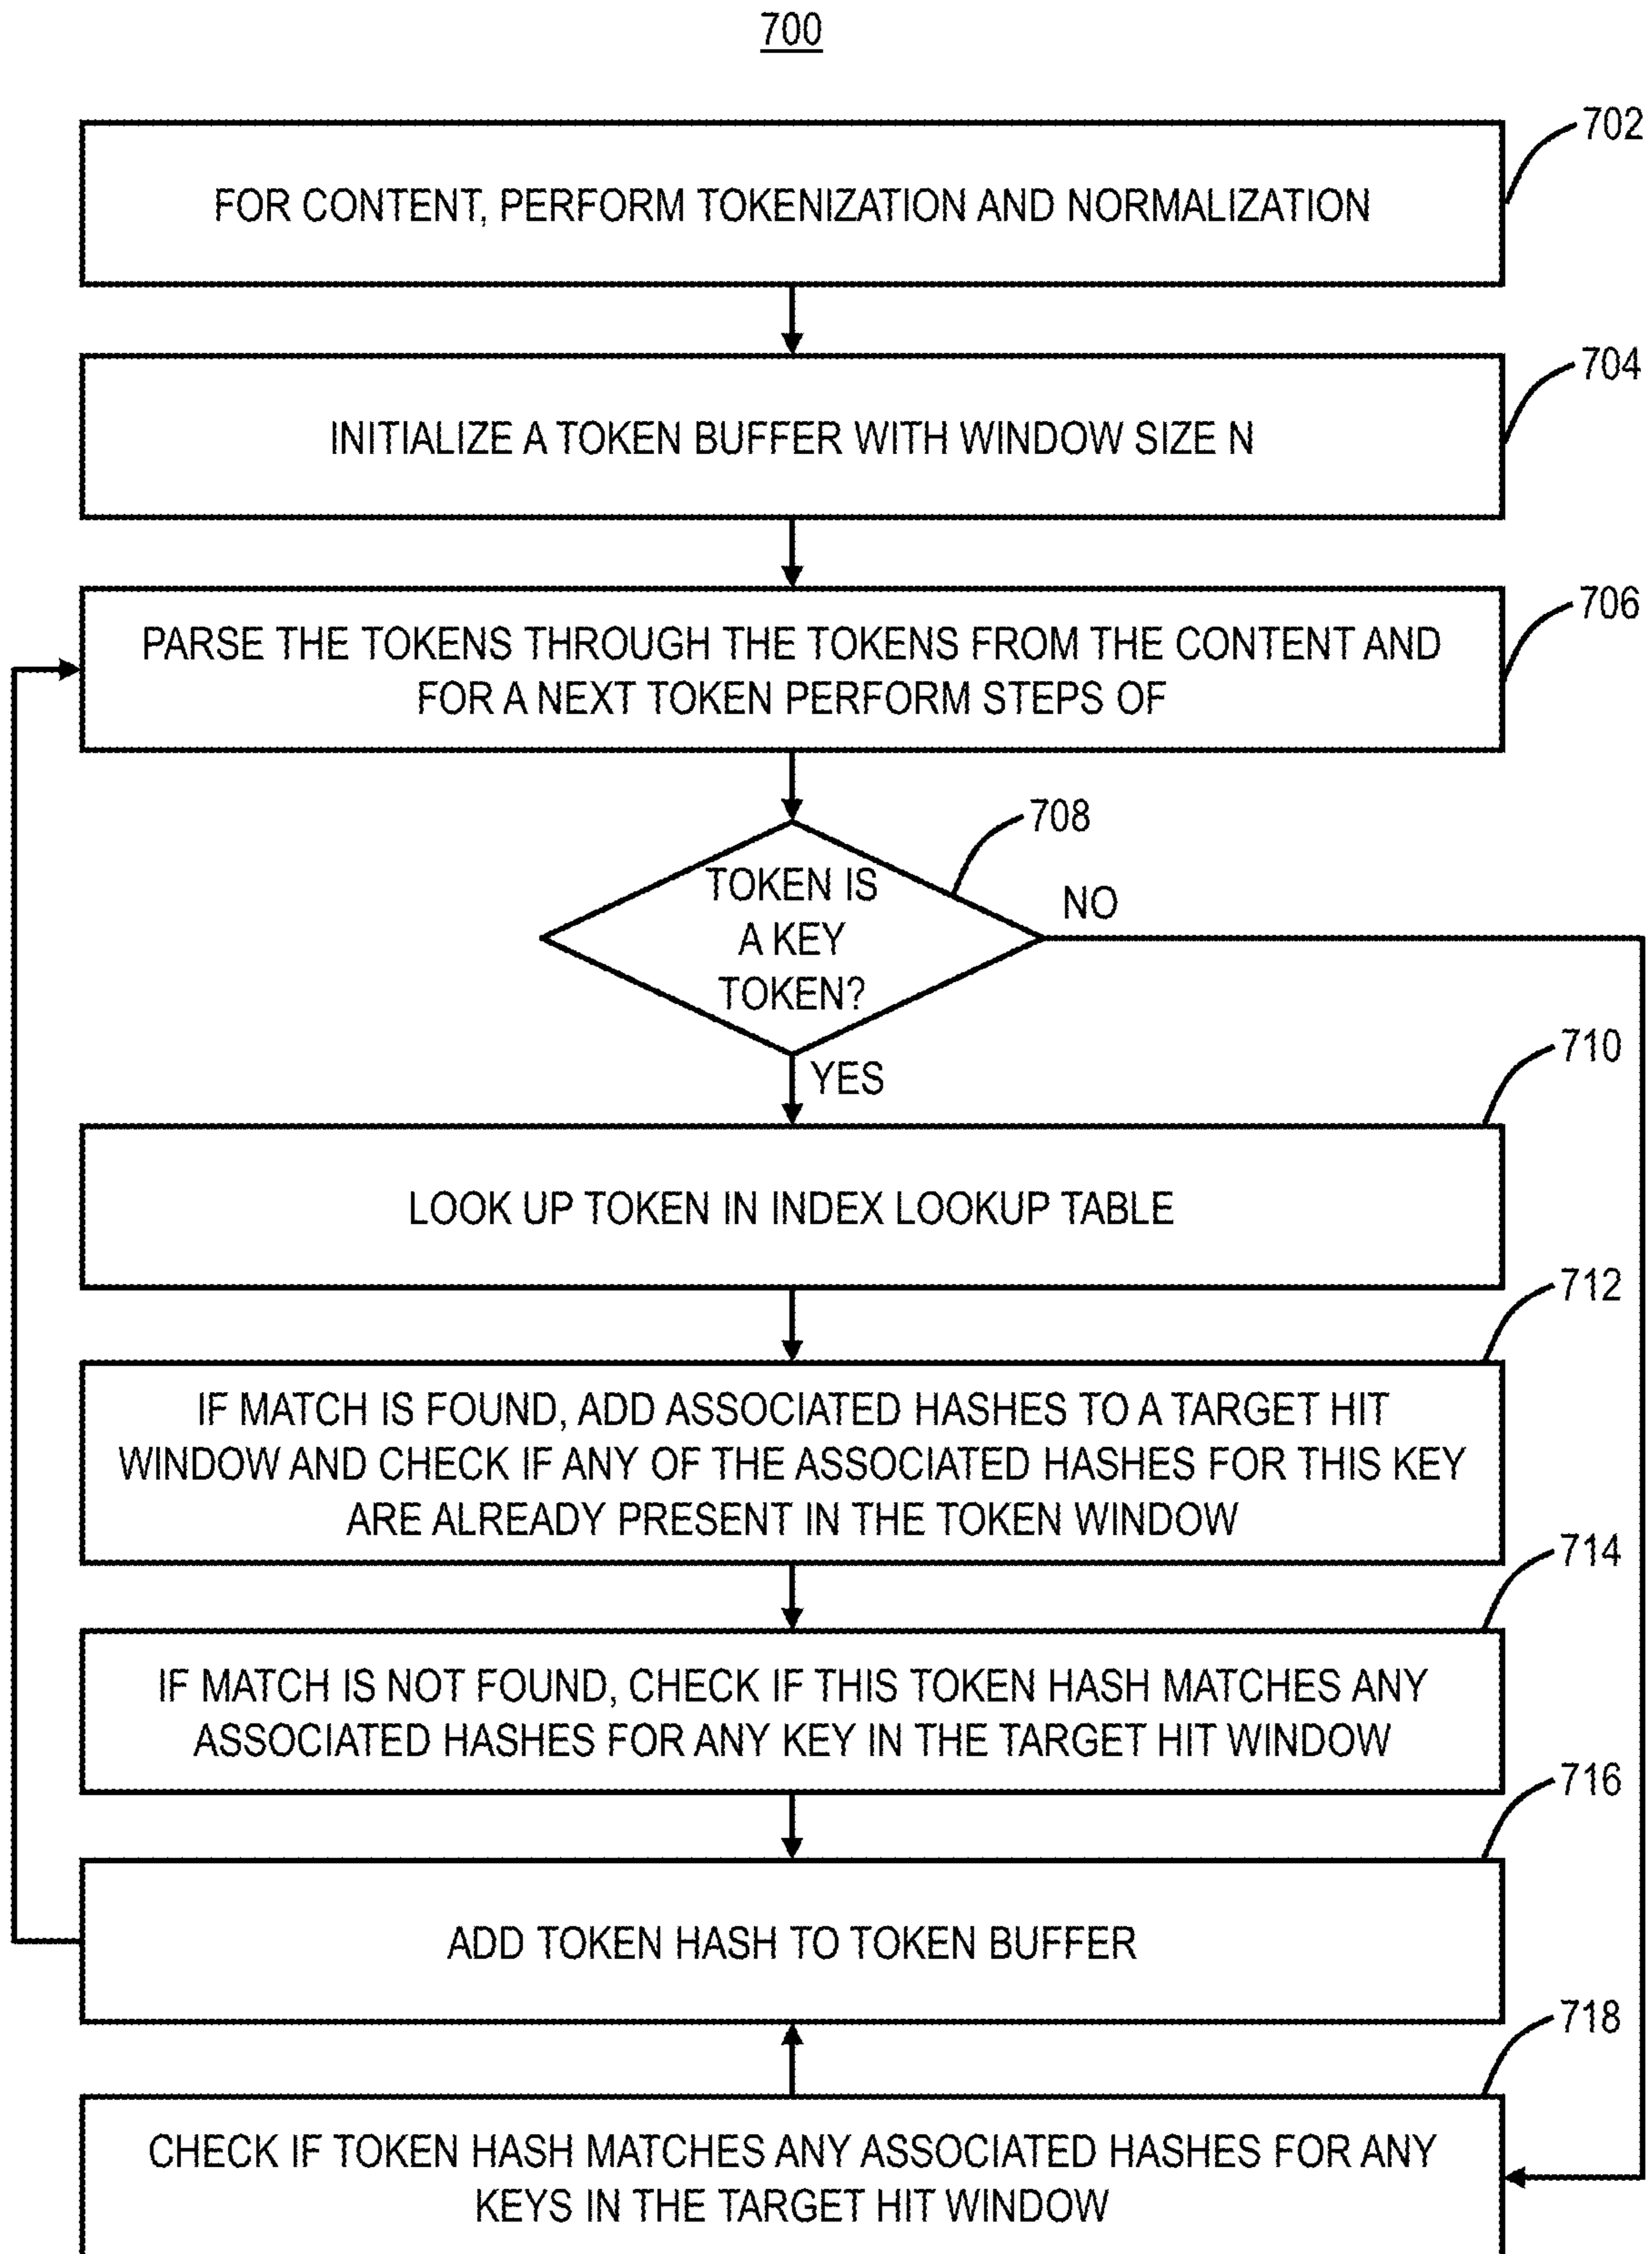 700
702
FOR CONTENT, PERFORM TOKENIZATION AND NORMALIZATION
704
INITIALIZE A TOKEN BUFFER WITH WINDOW SIZE N
706
PARSE THE TOKENS THROUGH THE TOKENS FROM THE CONTENT AND
FOR A NEXT TOKEN PERFORM STEPS OF
708
TOKEN IS
A KEY
TOKEN?
NO
YES
710
LOOK UP TOKEN IN INDEX LOOKUP TABLE
712
IF MATCH IS FOUND, ADD ASSOCIATED HASHES TO A TARGET HIT
WINDOW AND CHECK IF ANY OF THE ASSOCIATED HASHES FOR THIS KEY
ARE ALREADY PRESENT IN THE TOKEN WINDOW
714
IF MATCH IS NOT FOUND, CHECK IF THIS TOKEN HASH MATCHES ANY
ASSOCIATED HASHES FOR ANY KEY IN THE TARGET HIT WINDOW
716
ADD TOKEN HASH TO TOKEN BUFFER
718
CHECK IF TOKEN HASH MATCHES ANY ASSOCIATED HASHES FOR ANY
KEYS IN THE TARGET HIT WINDOW